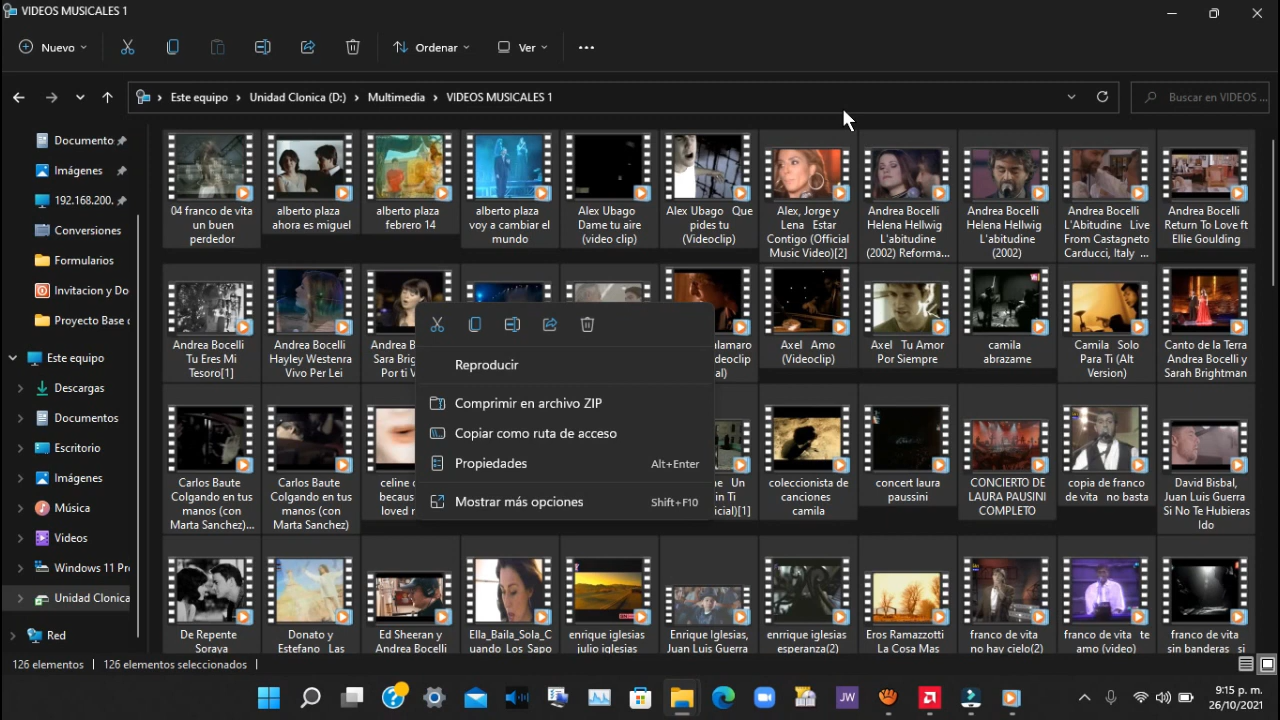 VIDEOS MUSICALES 1
Nuevo
Ordenar
Ver
Este equipo > Unidad Clonica (D:) > Multimedia > VIDEOS MUSICALES 1
Buscar en VIDEOS ...
Documento
Imágenes
192.168.200.
Conversiones
Formularios
Invitacion y Do
Proyecto Base
Este equipo
Descargas
Documentos
Escritorio
Imágenes
Música
Videos
Windows 11 Pr
Unidad Clonica
Red
04 franco de vita
un buen
perdedor
alberto plaza
ahora es miguel
alberto plaza
febrero 14
alberto plaza
voy a cambiar el
mundo
Alex Ubago
Dame tu aire
(video clip)
Alex Ubago Que
pides tu
(Videoclip)
Alex, Jorge y
Lena Estar
Contigo (Official
Music Video)[2]
Andrea Bocelli
Helena Hellwig
L'abitudine
(2002) Reforma...
Andrea Bocelli
Helena Hellwig
L'abitudine
(2002)
Andrea Bocelli
L'Abitudine Live
From Castagneto
Carducci, Italy ...
Andrea Bocelli
Return To Love ft
Ellie Goulding
Andrea Bocelli
Tu Eres Mi
Tesoro[1]
Andrea Bocelli
Hayley Westenra
Vivo Per Lei
Andrea B
Sara Brig
Por ti V
alamaro
deoclip
al)
Axel Amo
(Videoclip)
Axel Tu Amor
Por Siempre
camila
abrazame
Camila Solo
Para Ti (Alt
Version)
Canto de la Terra
Andrea Bocelli y
Sarah Brightman
Reproducir
Comprimir en archivo ZIP
Copiar como ruta de acceso
Propiedades Alt+Enter
Mostrar más opciones Shift+F10
Carlos Baute
Colgando en tus
manos (con
Marta Sanchez)...
Carlos Baute
Colgando en tus
manos (con
Marta Sanchez)
celine
becaus
loved
e Un
in Ti
icial)[1]
coleccionista de
canciones
camila
concert laura
paussini
CONCIERTO DE
LAURA PAUSINI
COMPLETO
copia de franco
de vita no basta
David Bisbal,
Juan Luis Guerra
Si No Te Hubieras
Ido
De Repente
Soraya
Donato y
Estefano Las
Ed Sheeran y
Andrea Bocelli
Ella_Baila_Sola_C
uando_Los_Sapo
enrique iglesias
julio iglesias
Enrique Iglesias,
Juan Luis Guerra
enrrique iglesias
esperanza(2)
Eros Ramazzotti
La Cosa Mas
franco de vita
no hay cielo(2)
franco de vita te
amo (video)
franco de vita
sin banderas si
126 elementos
126 elementos seleccionados
JW
9:15 p. m.
26/10/2021